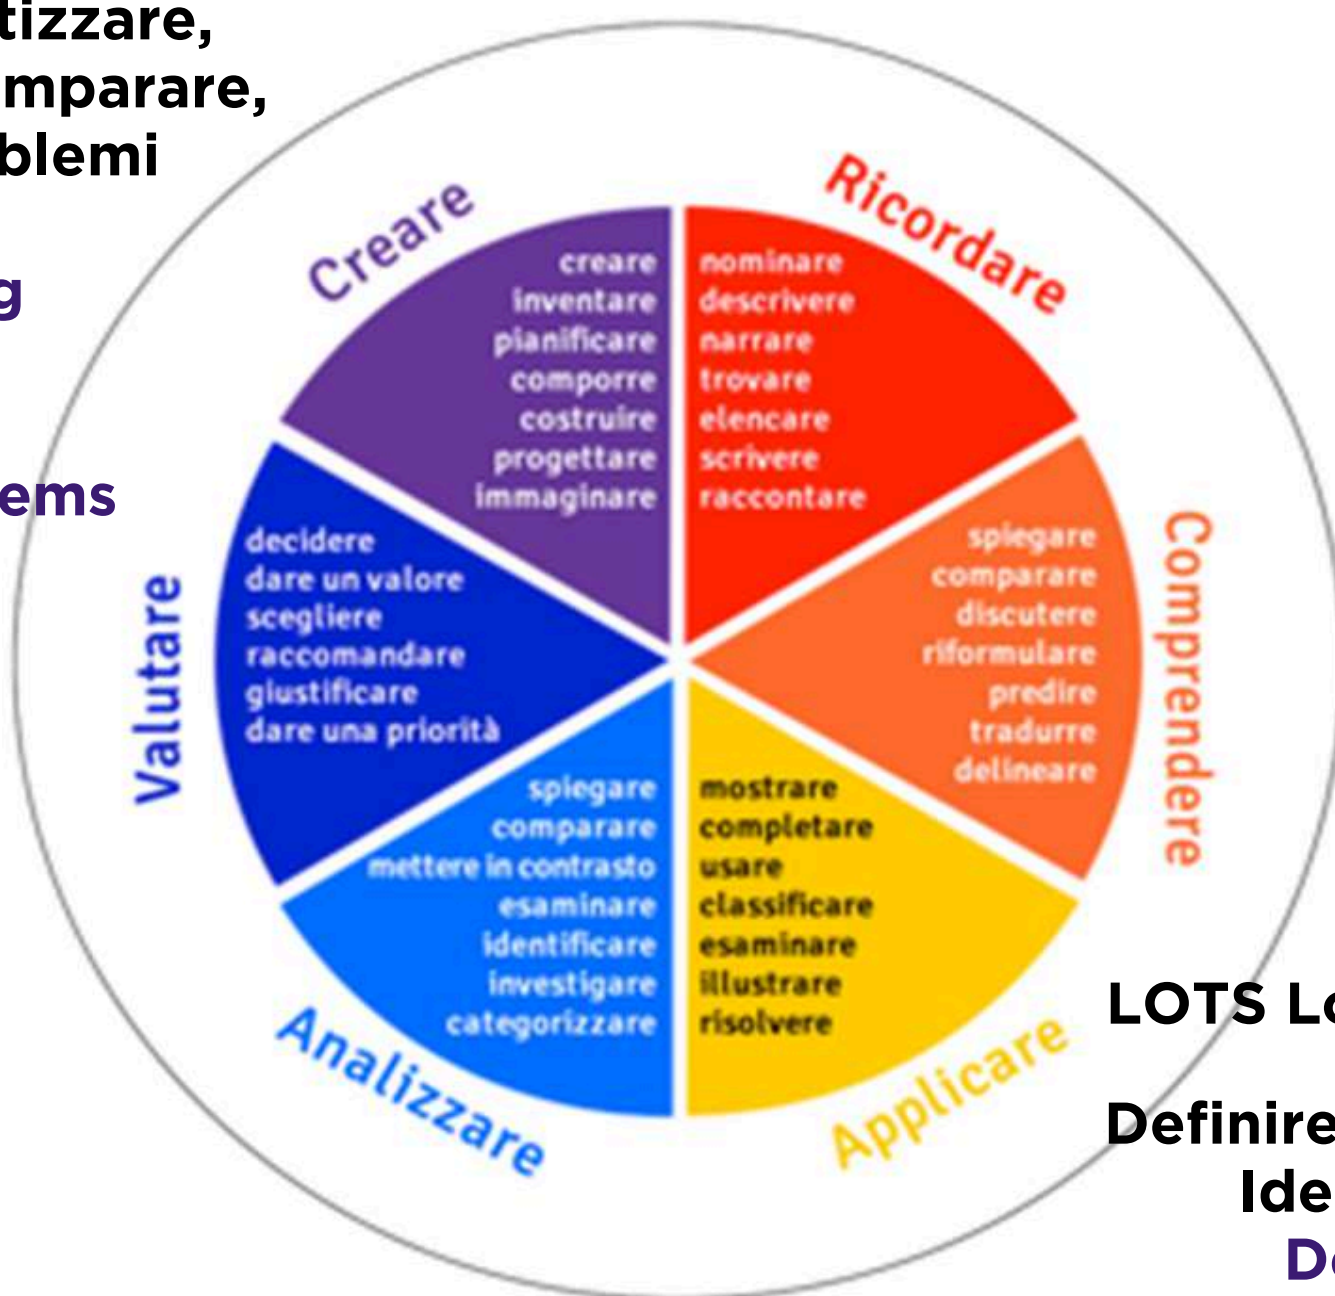 tizzare,
mparare,
blemi
g
ems
Creare
creare
inventare
pianificare
comporre
costruire
progettare
immaginare
Ricordare
nominare
descrivere
narrare
trovare
elencare
scrivere
raccontare
Comprendere
spiegare
comparare
discutere
riformulare
predire
tradurre
delineare
Applicare
mostrare
completare
usare
classificare
esaminare
illustrare
risolvere
Analizzare
spiegare
comparare
mettere in contrasto
esaminare
identificare
investigare
categorizzare
Valutare
decidere
dare un valore
scegliere
raccomandare
giustificare
dare una priorità
LOTS Lo
Definire
Ide
De